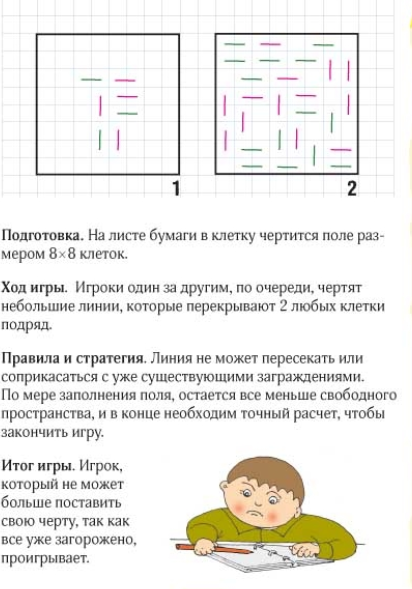 1
2
Подготовка. На листе бумаги в клетку чертится поле раз-
мером 8×8 клеток.
Ход игры. Игроки один за другим, по очереди, чертят
небольшие линии, которые перекрывают 2 любых клетки
подряд.
Правила и стратегия. Линия не может пересекать или
соприкасаться с уже существующими заграждениями.
По мере заполнения поля, остается все меньше свободного
пространства, и в конце необходим точный расчет, чтобы
закончить игру.
Итог игры. Игрок,
который не может
больше поставить
свою черту, так как
все уже загорожено,
проигрывает.